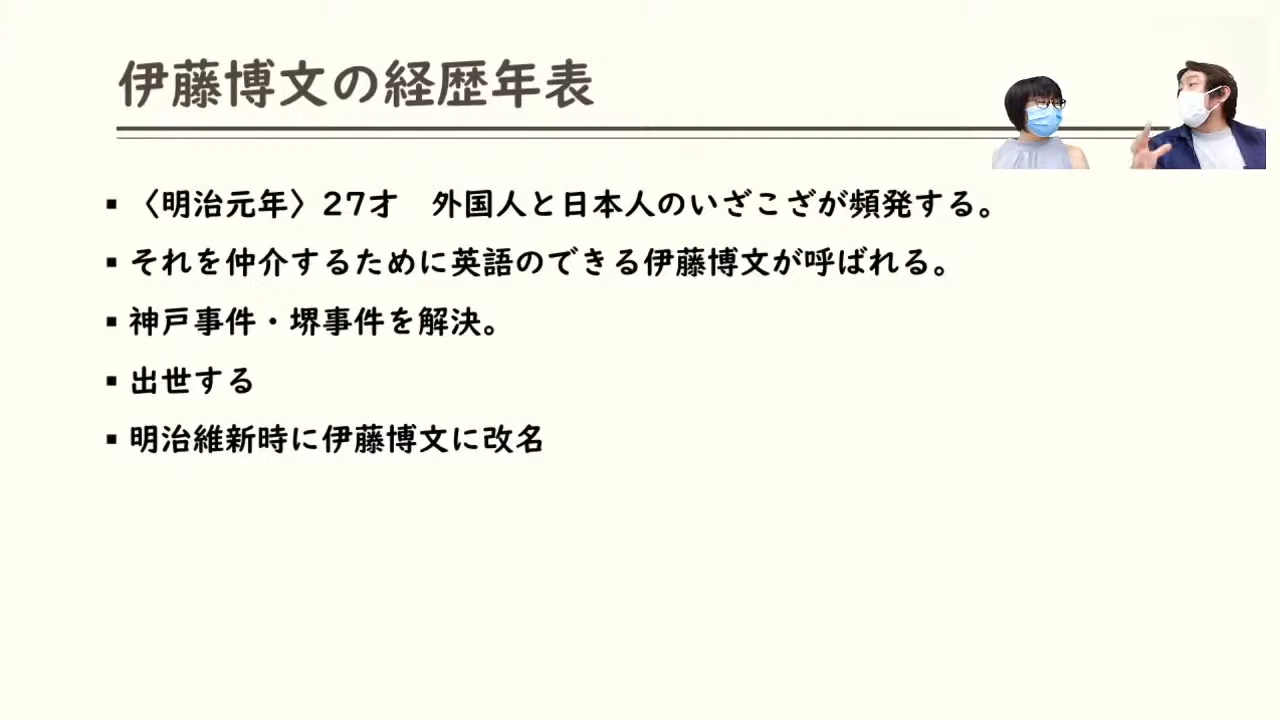 伊藤博文の経歴年表
▪〈明治元年〉27才　外国人と日本人のいざこざが頻発する。
▪それを仲介するために英語のできる伊藤博文が呼ばれる。
▪神戸事件・堺事件を解決。
▪出世する
▪明治維新時に伊藤博文に改名